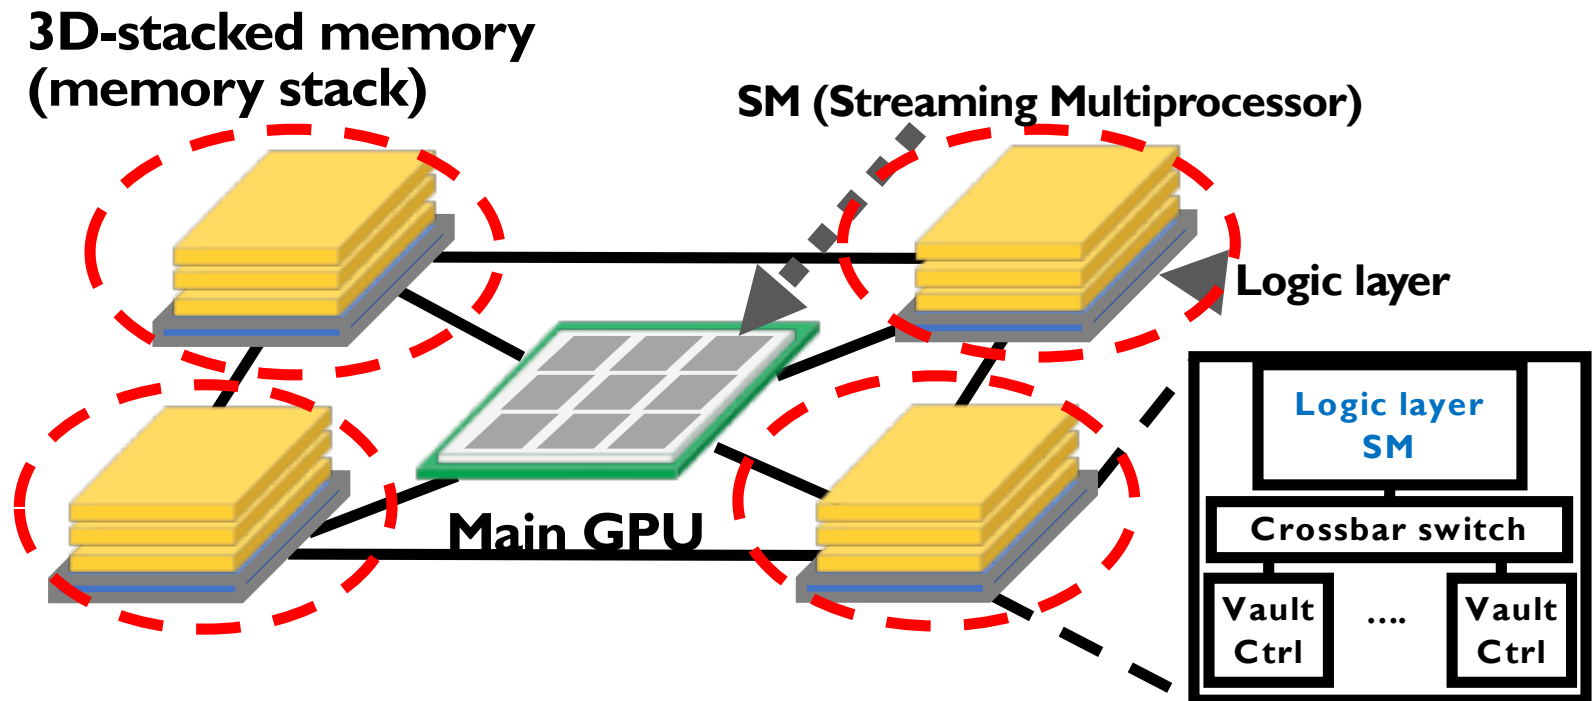 3D-stacked memory
(memory stack)
SM (Streaming Multiprocessor)
Logic layer
Main GPU
Logic layer
SM
Crossbar switch
Vault
Ctrl
....
Vault
Ctrl